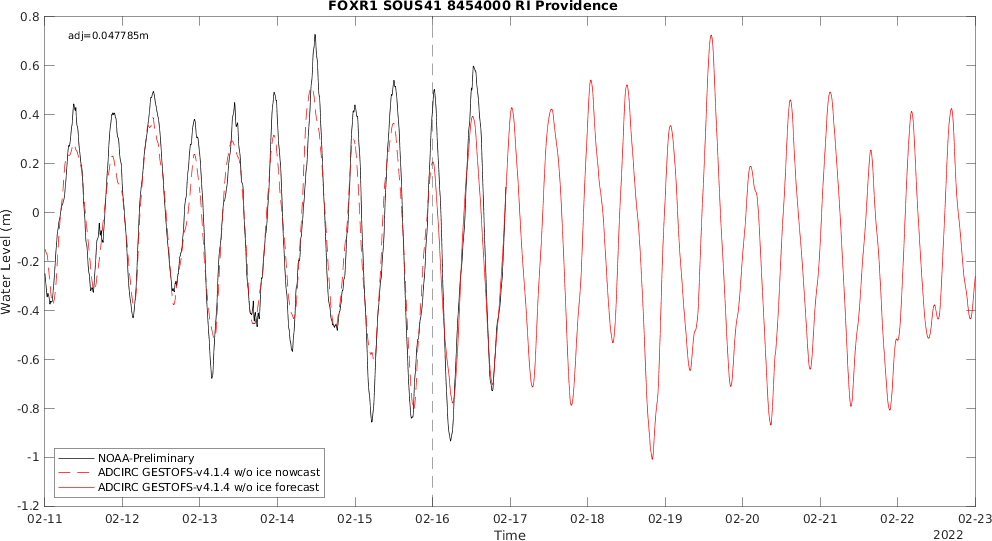 FOXR1 SOUS41 8454000 RI Providence
adj=0.047785m
0.8
0.6
0.4
0.2
0
-0.2
-0.4
-0.6
-0.8
-1
-1.2
Water Level (m)
NOAA-Preliminary
ADCIRC GESTOFS-v4.1.4 w/o ice nowcast
ADCIRC GESTOFS-v4.1.4 w/o ice forecast
02-11 02-12 02-13 02-14 02-15 02-16 02-17 02-18 02-19 02-20 02-21 02-22 02-23
Time
2022